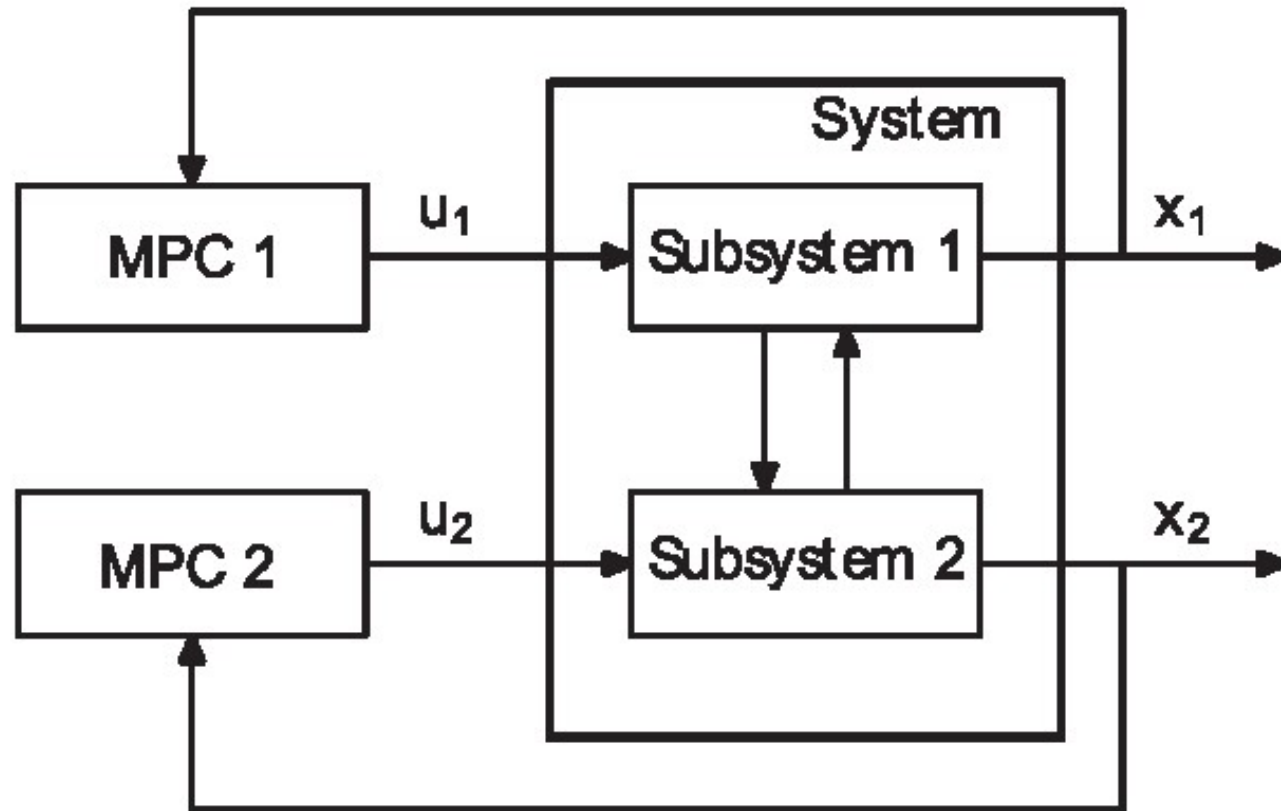 System
MPC 1
u₁
Subsystem 1
x₁
MPC 2
u₂
Subsystem 2
x₂